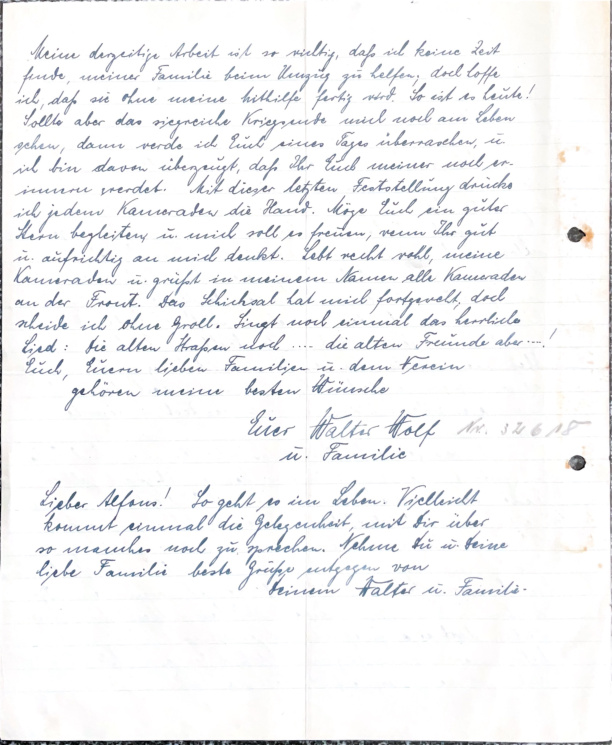 Meine derzeitige Arbeit ist so wichtig, daß ich keine Zeit
finde, meiner Familie beim Umzug zu helfen, doch hoffe
ich, daß sie ohne meine Mithilfe fertig wird. So ist es heute!
Sollte aber das siegreiche Kriegsende mich noch am Leben
sehen, dann werde ich Euch eines Tages überraschen, u.
ich bin davon überzeugt, daß Ihr Euch meiner noch er-
innern werdet. Mit dieser letzten Feststellung drücke
ich jedem Kameraden die Hand. Möge Euch ein guter
Stern begleiten, u. mich soll es freuen, wenn Ihr gut
u. aufrichtig an mich denkt. Lebt recht wohl, meine
Kameraden u. grüßt in meinem Namen alle Kameraden
an der Front. Das Schicksal hat mich fortgeweht, doch
scheide ich ohne Groll. Singt noch einmal das herrliche
Lied: Die alten Straßen noch .... die alten Freunde aber ...!
Euch, Euern lieben Familien u. dem Verein
gehören meine besten Wünsche
Euer Walter Wolf Nr. 32618
u. Familie
Lieber Alfons! So geht es im Leben. Vielleicht
kommt einmal die Gelegenheit, mit Dir über
so manches noch zu sprechen. Nehme Du u. Deine
liebe Familie beste Grüße entgegen von
Deinem Walter u. Familie.